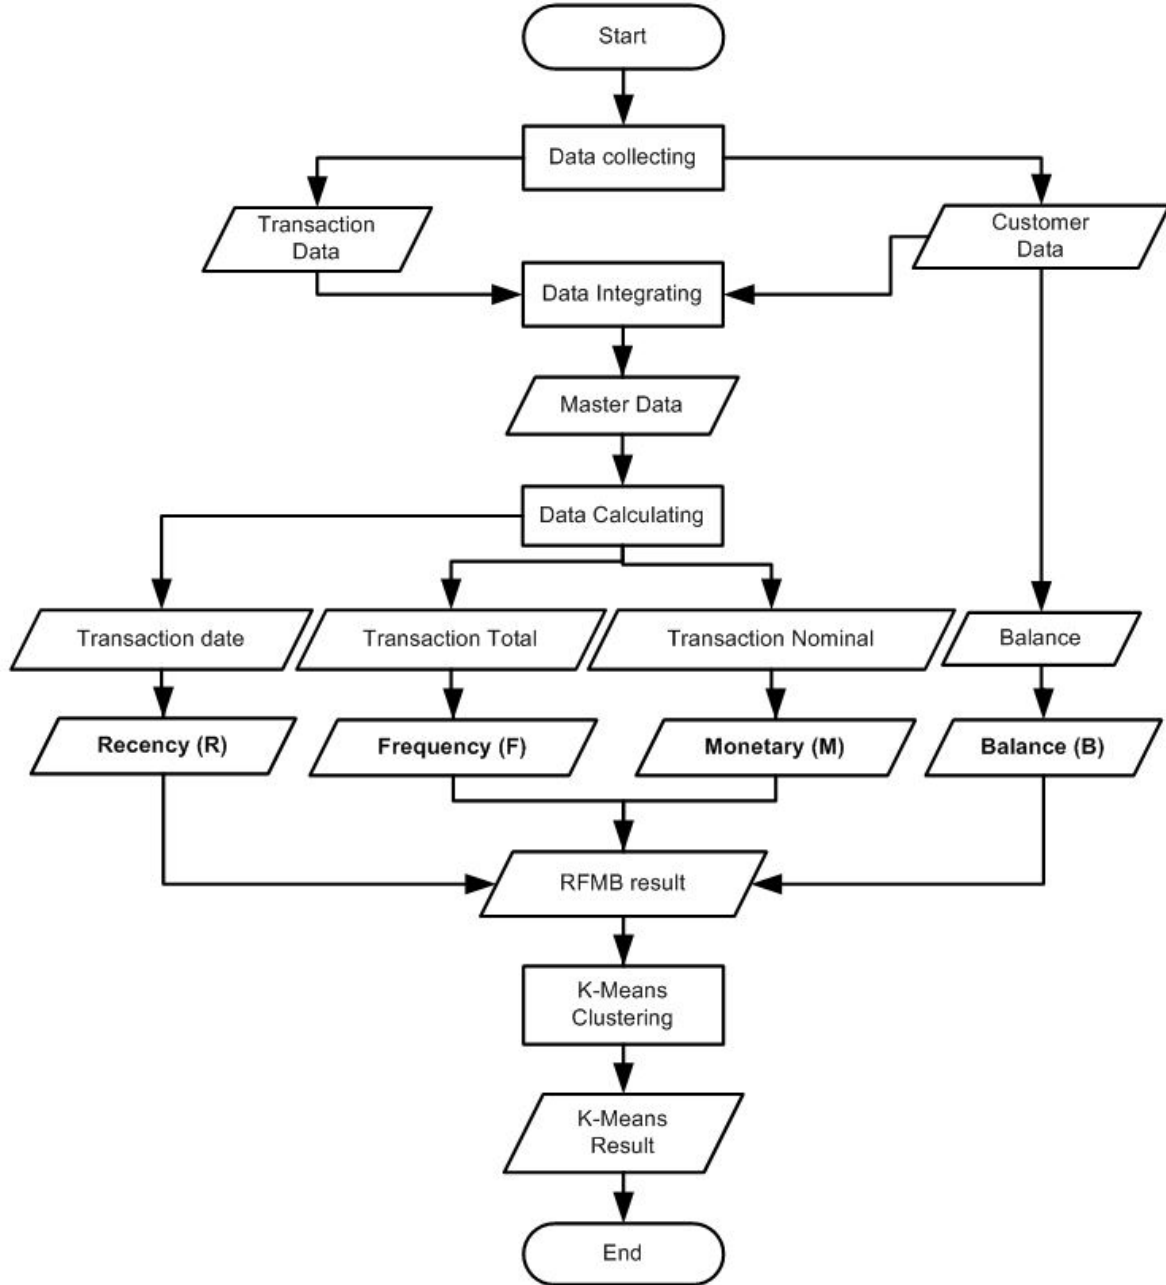 Start
Data collecting
Transaction
Data
Customer
Data
Data Integrating
Master Data
Data Calculating
Transaction date
Transaction Total
Transaction Nominal
Balance
Recency (R)
Frequency (F)
Monetary (M)
Balance (B)
RFMB result
K-Means
Clustering
K-Means
Result
End